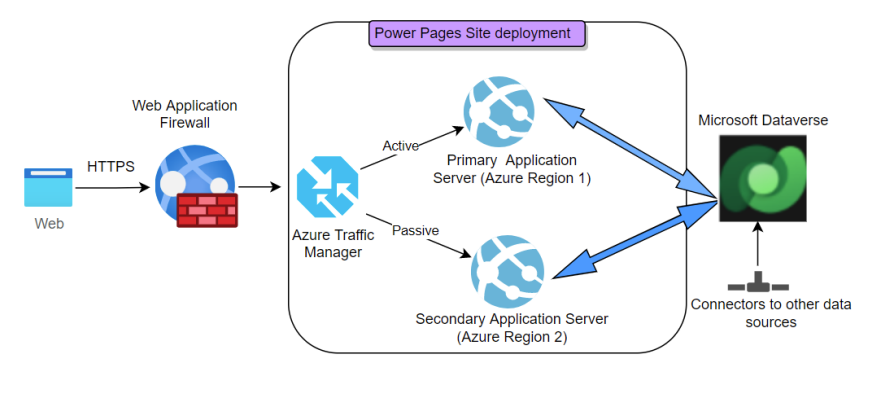 Power Pages Site deployment
Web Application
Firewall
HTTPS
Web
Azure Traffic
Manager
Active
Passive
Primary Application
Server (Azure Region 1)
Secondary Application Server
(Azure Region 2)
Microsoft Dataverse
Connectors to other data
sources